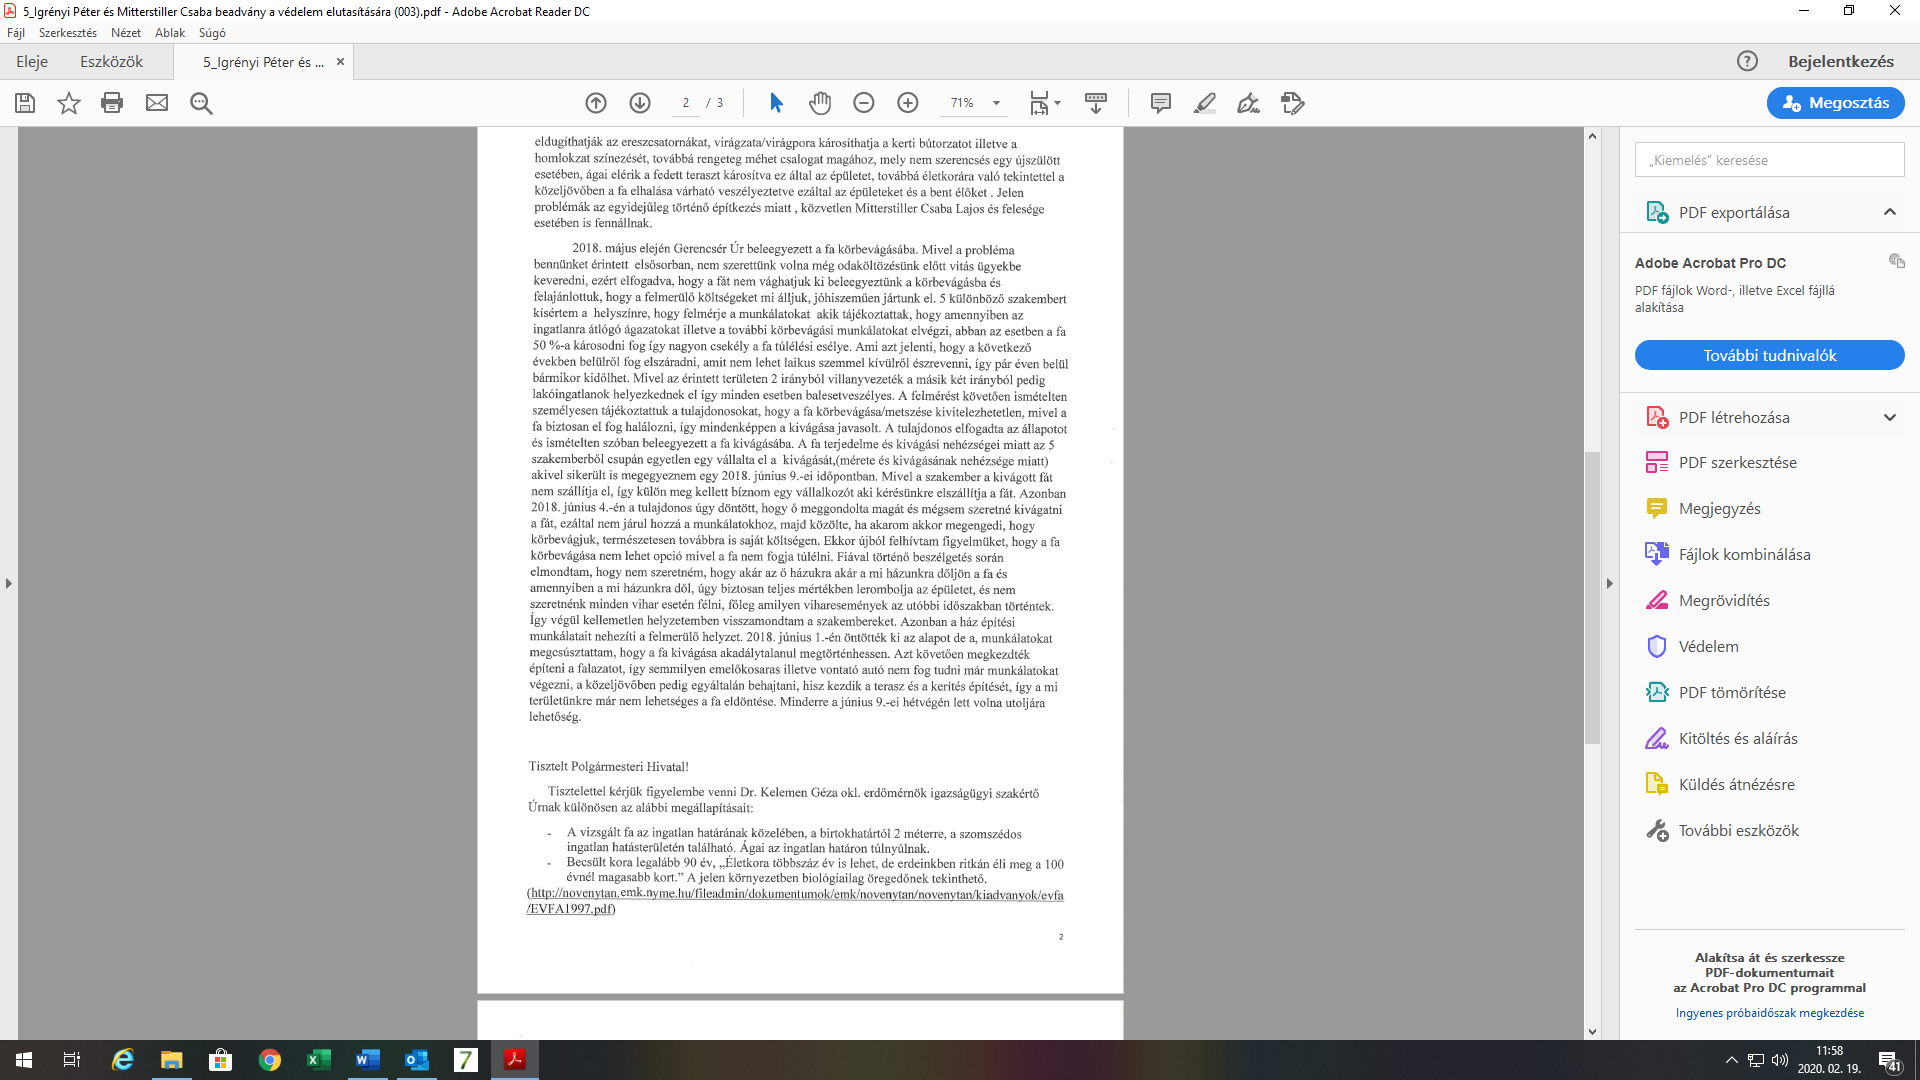 5_Igrényi Péter és Mitterstiller Csaba beadvány a védelem elutasítására (003).pdf - Adobe Acrobat Reader DC
Fájl Szerkesztés Nézet Ablak Súgó
Eleje Eszközök 5_Igrényi Péter és ... × Bejelentkezés
2 / 3 71% Megosztás
eldugíthatják az ereszcsatornákat, virágzata/virágpora károsíthatja a kerti bútorzatot illetve a
homlokzat színezését, továbbá rengeteg méhet csalogat magához, mely nem szerencsés egy újszülött
esetében, ágai elérik a fedett teraszt károsítva ez által az épületet, továbbá életkorára való tekintettel a
közeljövőben a fa elhalása várható veszélyeztetve ezáltal az épületeket és a bent élőket . Jelen
problémák az egyidejűleg történő építkezés miatt , közvetlen Mitterstiller Csaba Lajos és felesége
esetében is fennállnak.
2018. május elején Gerencsér Úr beleegyezett a fa körbevágásába. Mivel a probléma
bennünket érintett elsősorban, nem szerettünk volna még odaköltözésünk előtt vitás ügyekbe
keveredni, ezért elfogadva, hogy a fát nem vághatjuk ki beleegyeztünk a körbevágásba és
felajánlottuk, hogy a felmerülő költségeket mi álljuk, jóhiszeműen jártunk el. 5 különböző szakembert
kísértem a helyszínre, hogy felmérje a munkálatokat akik tájékoztattak, hogy amennyiben az
ingatlanra átlógó ágazatokat illetve a további körbevágási munkálatokat elvégzi, abban az esetben a fa
50 %-a károsodni fog így nagyon csekély a fa túlélési esélye. Ami azt jelenti, hogy a következő
években belülről fog elszáradni, amit nem lehet laikus szemmel kívülről észrevenni, így pár éven belül
bármikor kidőlhet. Mivel az érintett területen 2 irányból villanyvezeték a másik két irányból pedig
lakóingatlanok helyezkednek el így minden esetben balesetveszélyes. A felmérést követően ismételten
személyesen tájékoztattuk a tulajdonosokat, hogy a fa körbevágása/metszése kivitelezhetetlen, mivel a
fa biztosan el fog halálozni, így mindenképpen a kivágása javasolt. A tulajdonos elfogadta az állapotot
és ismételten szóban beleegyezett a fa kivágásába. A fa terjedelme és kivágási nehézségei miatt az 5
szakemberből csupán egyetlen egy vállalta el a kivágását,(mérete és kivágásának nehézsége miatt)
akivel sikerült is megegyeznem egy 2018. június 9.-ei időpontban. Mivel a szakember a kivágott fát
nem szállítja el, így külön meg kellett bíznom egy vállalkozót aki kérésünkre elszállítja a fát. Azonban
2018. június 4.-én a tulajdonos úgy döntött, hogy ő meggondolta magát és mégsem szeretné kivágatni
a fát, ezáltal nem járul hozzá a munkálatokhoz, majd közölte, ha akarom akkor megengedi, hogy
körbevágjuk, természetesen továbbra is saját költségen. Ekkor újból felhívtam figyelmüket, hogy a fa
körbevágása nem lehet opció mivel a fa nem fogja túlélni. Fiával történő beszélgetés során
elmondtam, hogy nem szeretném, hogy akár az ő házukra akár a mi házunkra dőljön a fa és
amennyiben a mi házunkra dől, úgy biztosan teljes mértékben lerombolja az épületet, és nem
szeretnénk minden vihar esetén félni, főleg amilyen viharesemények az utóbbi időszakban történtek.
Így végül kellemetlen helyzetemben visszamondtam a szakembereket. Azonban a ház építési
munkálatait nehezíti a felmerülő helyzet. 2018. június 1.-én öntötték ki az alapot de a, munkálatokat
megcsúsztattam, hogy a fa kivágása akadálytalanul megtörténhessen. Azt követően megkezdték
építeni a falazatot, így semmilyen emelőkosaras illetve vontató autó nem fog tudni már munkálatokat
végezni, a közeljövőben pedig egyáltalán behajtani, hisz kezdik a terasz és a kerítés építését, így a mi
területünkre már nem lehetséges a fa eldöntése. Minderre a június 9.-ei hétvégén lett volna utoljára
lehetőség.
Tisztelt Polgármesteri Hivatal!
Tisztelettel kérjük figyelembe venni Dr. Kelemen Géza okl. erdőmérnök igazságügyi szakértő
Úrnak különösen az alábbi megállapításait:
- A vizsgált fa az ingatlan határának közelében, a birtokhatártól 2 méterre, a szomszédos
ingatlan hatásterületén található. Ágai az ingatlan határon túlnyúlnak.
- Becsült kora legalább 90 év, „Életkora többszáz év is lehet, de erdeinkben ritkán éli meg a 100
évnél magasabb kort.” A jelen környezetben biológiailag öregedőnek tekinthető.
(http://novenytan.emk.nyme.hu/fileadmin/dokumentumok/emk/novenytan/novenytan/kiadvanyok/evfa
/EVFA1997.pdf)
2
„Kiemelés” keresése
PDF exportálása
Adobe Acrobat Pro DC
PDF fájlok Word-, illetve Excel fájllá
alakítása
További tudnivalók
PDF létrehozása
PDF szerkesztése
Megjegyzés
Fájlok kombinálása
Megrövidítés
Védelem
PDF tömörítése
Kitöltés és aláírás
Küldés átnézésre
További eszközök
Alakítsa át és szerkessze
PDF-dokumentumait
az Acrobat Pro DC programmal
Ingyenes próbaidőszak megkezdése
11:58
2020. 02. 19.
41